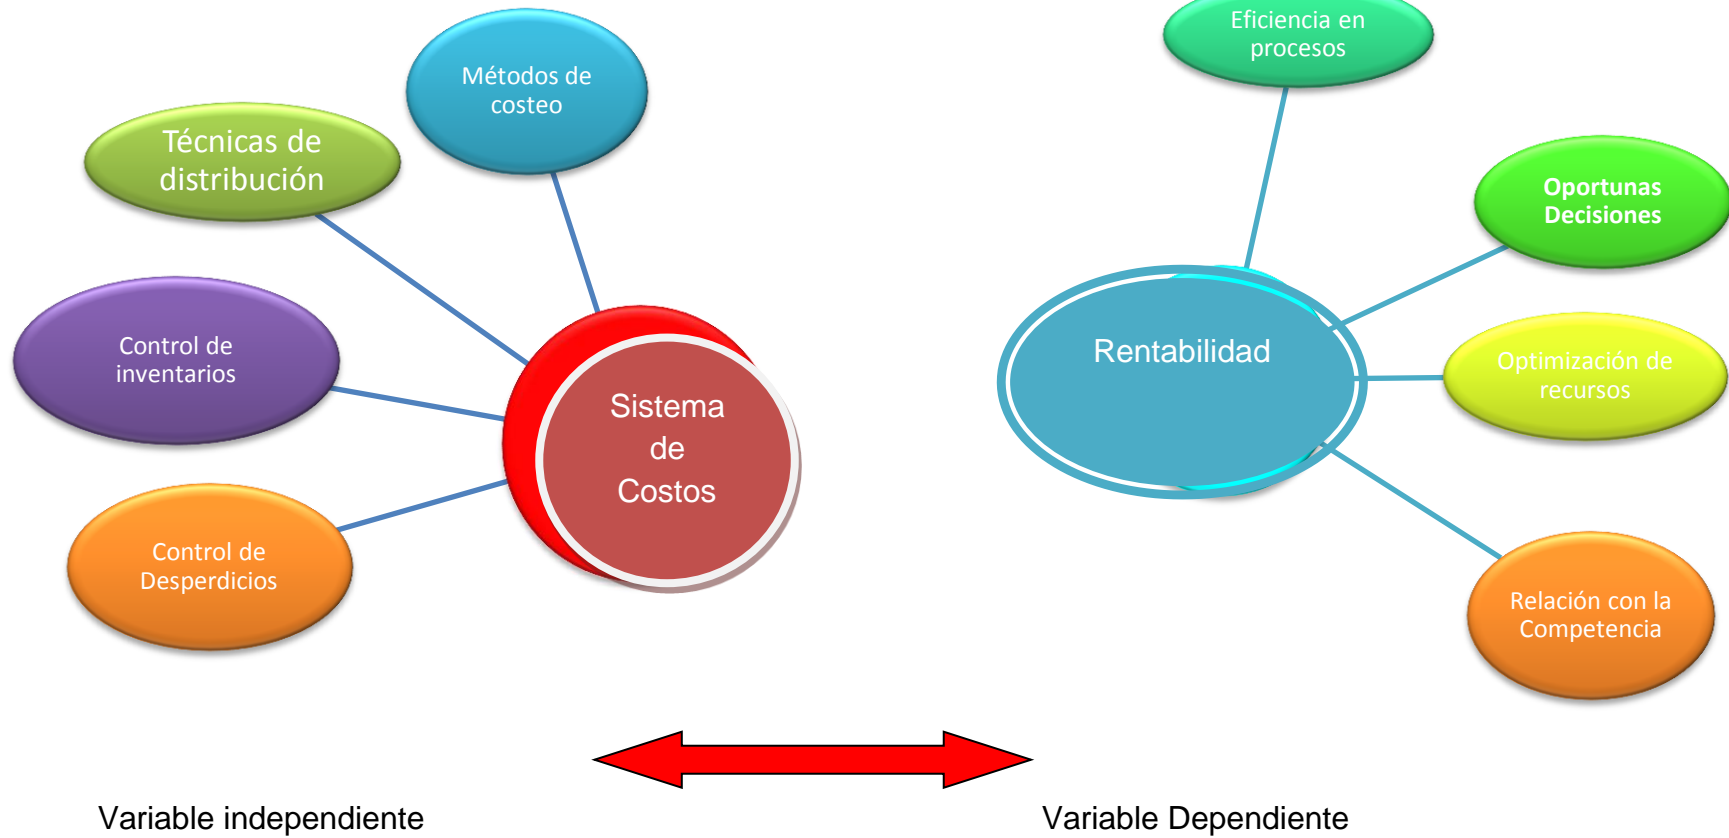 Métodos de
costeo
Técnicas de
distribución
Control de
inventarios
Control de
Desperdicios
Sistema
de
Costos
Eficiencia en
procesos
Oportunas
Decisiones
Rentabilidad
Optimización de
recursos
Relación con la
Competencia
Variable independiente
Variable Dependiente